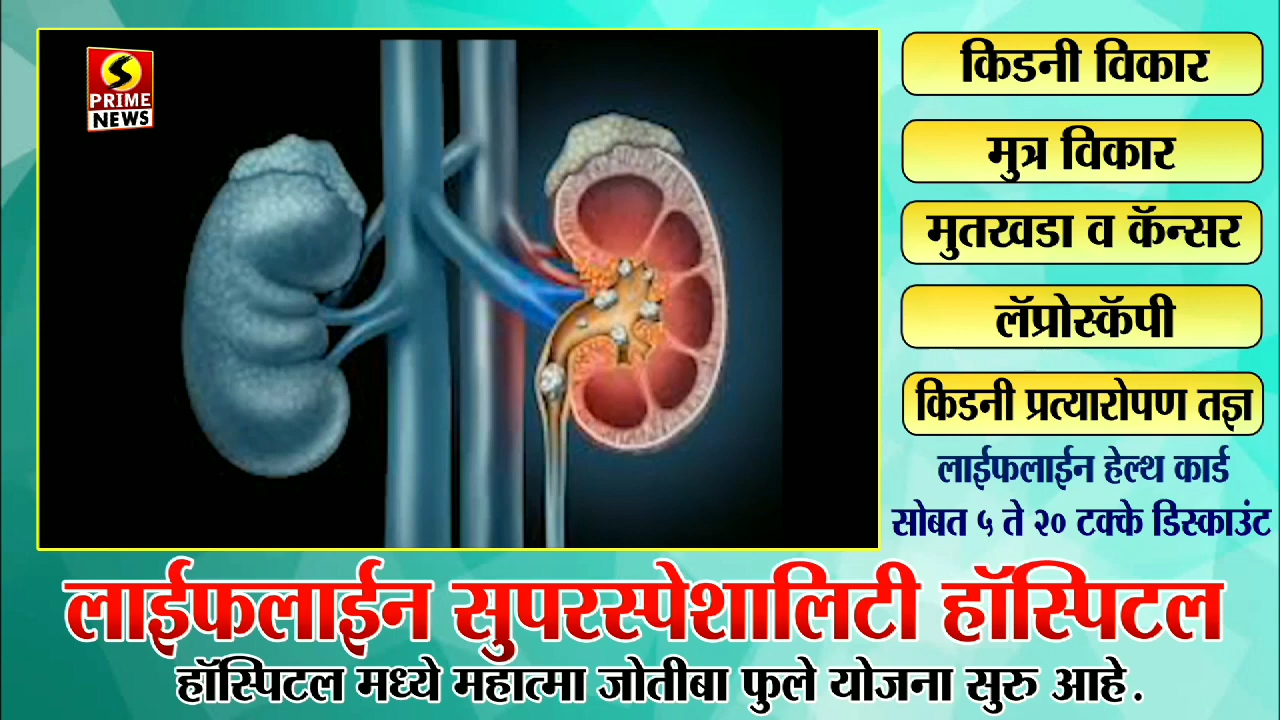 S
PRIME
NEWS
किडनी विकार
मुत्र विकार
मुतखडा व कॅन्सर
लॅप्रोस्कॅपी
किडनी प्रत्यारोपण तज्ञ
लाईफलाईन हेल्थ कार्ड
सोबत ५ ते २० टक्के डिस्काउंट
लाईफलाईन सुपरस्पेशालिटी हॉस्पिटल
हॉस्पिटल मध्ये महात्मा जोतीबा फुले योजना सुरु आहे.